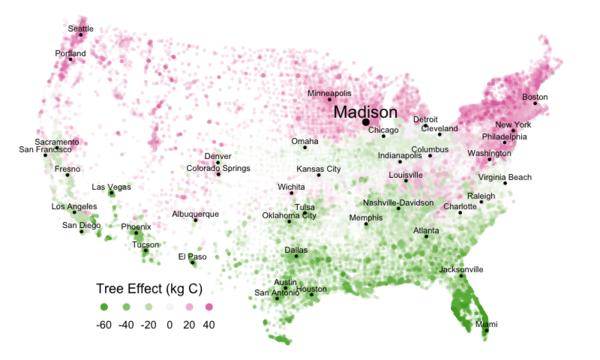 Seattle
Portland
Minneapolis
Boston
Madison
Detroit
Cleveland
New York
Chicago
Philadelphia
Sacramento
San Francisco
Omaha
Columbus
Indianapolis
Washington
Denver
Colorado Springs
Kansas City
Louisville
Fresno
Virginia Beach
Las Vegas
Wichita
Raleigh
Los Angeles
Albuquerque
Tulsa
Oklahoma City
Nashville-Davidson
Charlotte
Memphis
San Diego
Phoenix
Atlanta
Tucson
El Paso
Dallas
Jacksonville
Austin
San Antonio
Houston
Miami
Tree Effect (kg C)
-60 -40 -20 0 20 40